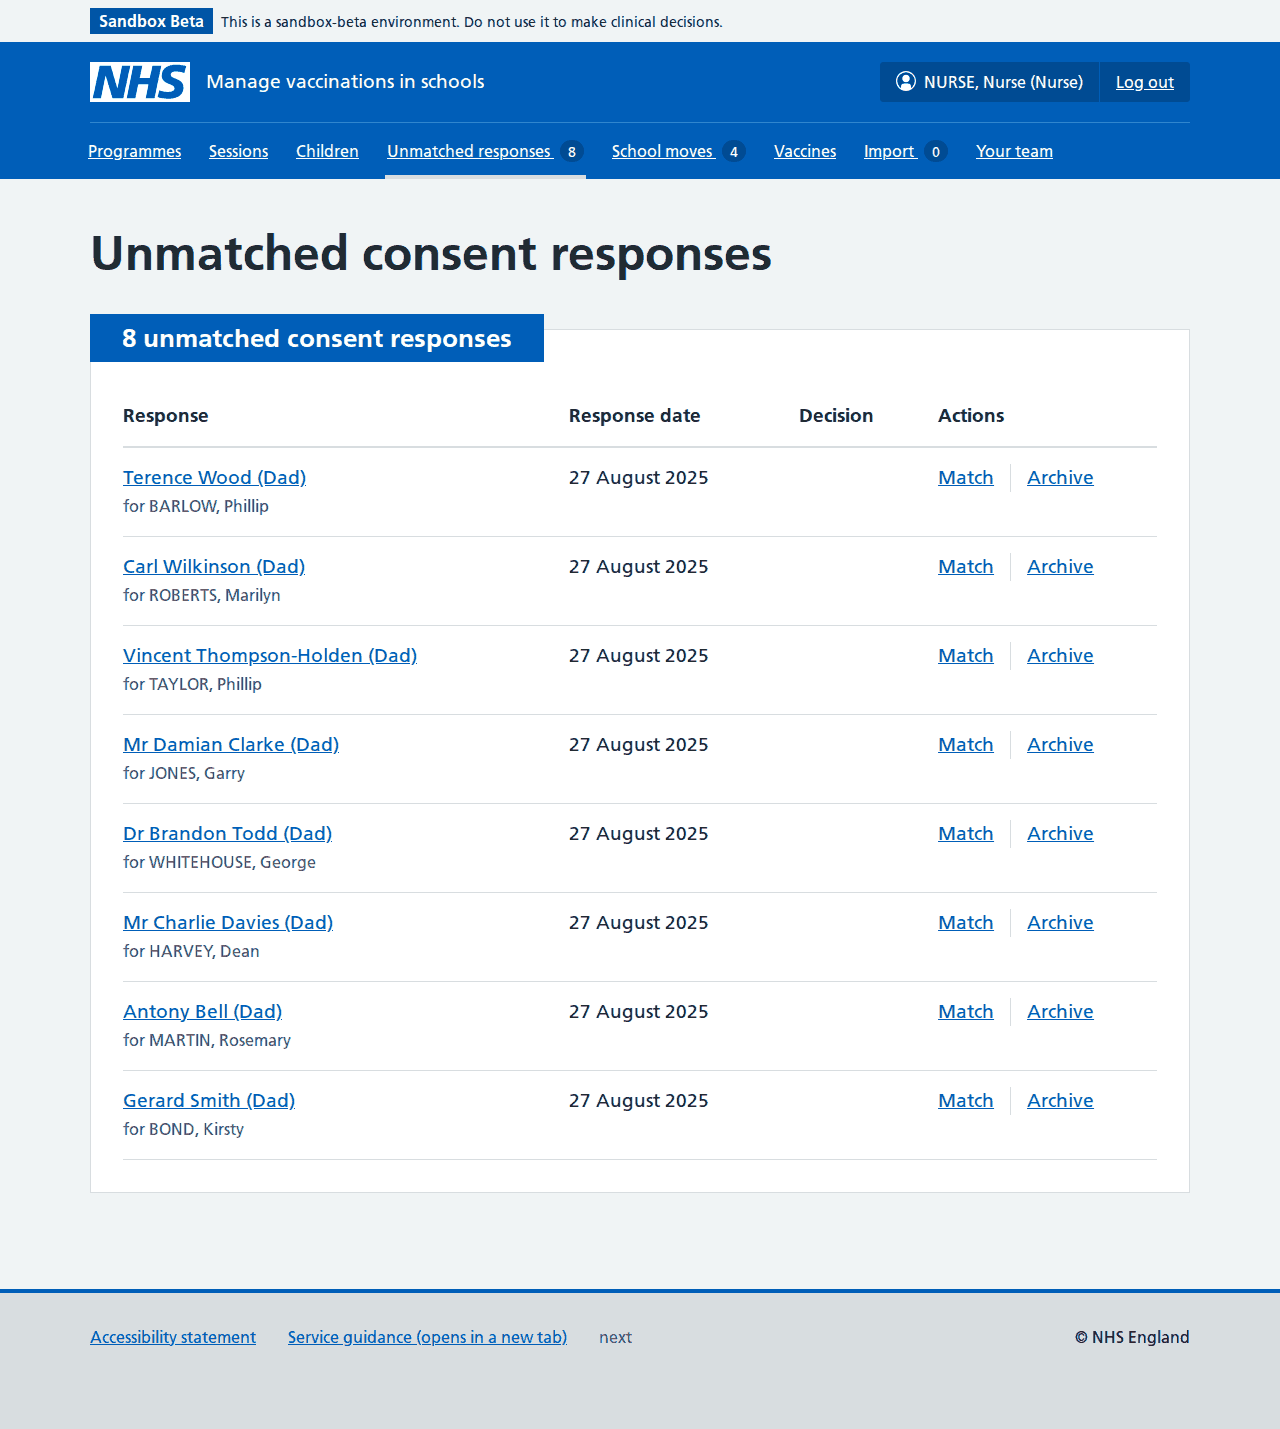 Sandbox Beta This is a sandbox-beta environment. Do not use it to make clinical decisions.
NHS Manage vaccinations in schools NURSE, Nurse (Nurse) Log out
Programmes Sessions Children Unmatched responses 8 School moves 4 Vaccines Import 0 Your team
Unmatched consent responses
8 unmatched consent responses
Response Response date Decision Actions
Terence Wood (Dad) 27 August 2025 Match Archive
for BARLOW, Phillip
Carl Wilkinson (Dad) 27 August 2025 Match Archive
for ROBERTS, Marilyn
Vincent Thompson-Holden (Dad) 27 August 2025 Match Archive
for TAYLOR, Phillip
Mr Damian Clarke (Dad) 27 August 2025 Match Archive
for JONES, Garry
Dr Brandon Todd (Dad) 27 August 2025 Match Archive
for WHITEHOUSE, George
Mr Charlie Davies (Dad) 27 August 2025 Match Archive
for HARVEY, Dean
Antony Bell (Dad) 27 August 2025 Match Archive
for MARTIN, Rosemary
Gerard Smith (Dad) 27 August 2025 Match Archive
for BOND, Kirsty
Accessibility statement Service guidance (opens in a new tab) next © NHS England